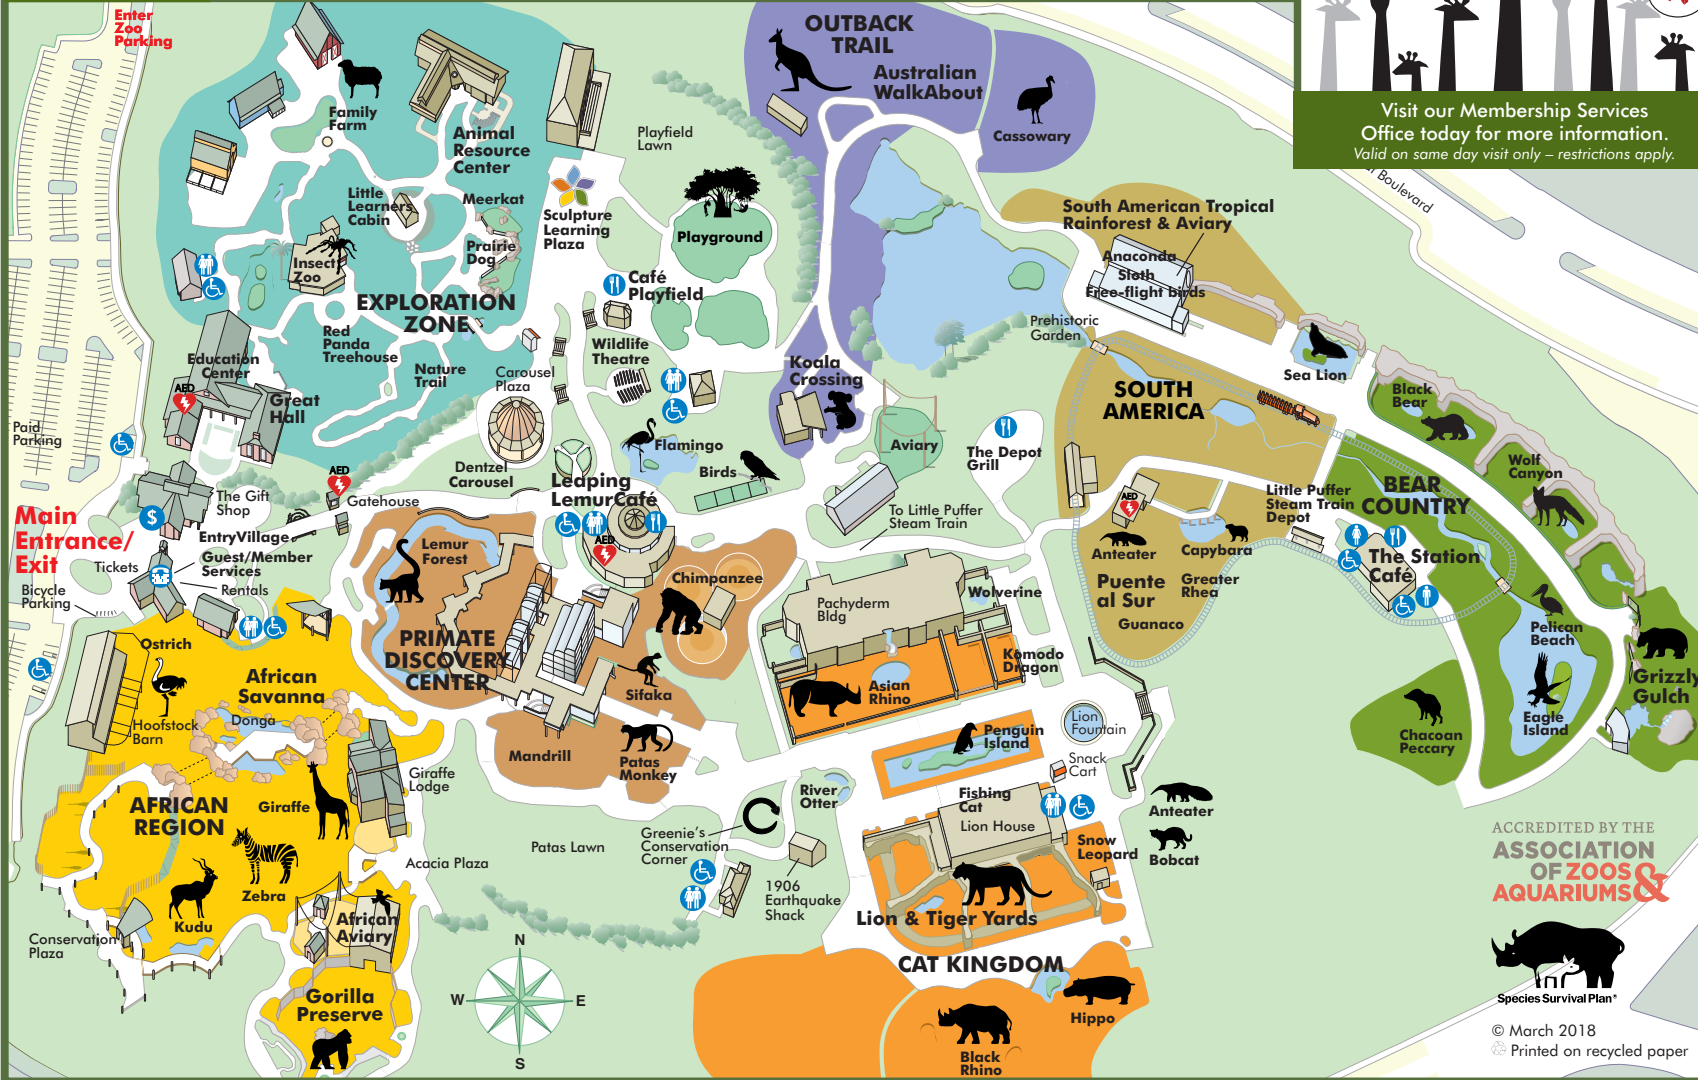 Enter
Zoo
Parking
OUTBACK
TRAIL
Australian
WalkAbout
Cassowary
Visit our Membership Services
Office today for more information.
Valid on same day visit only – restrictions apply.
Boulevard
Family
Farm
Animal
Resource
Center
Playfield
Lawn
Little
Learners
Cabin
Meerkat
Sculpture
Learning
Plaza
Playground
Prairie
Dog
Insect
Zoo
EXPLORATION
ZONE
Café
Playfield
South American Tropical
Rainforest & Aviary
Anaconda
Sloth
Free-flight birds
Prehistoric
Garden
Red
Panda
Treehouse
Nature
Trail
Wildlife
Theatre
Carousel
Plaza
Koala
Crossing
SOUTH
AMERICA
Sea Lion
Black
Bear
Education
Center
AED
Great
Hall
Paid
Parking
Flamingo
Birds
Aviary
The Depot
Grill
Wolf
Canyon
Dentzel
Carousel
Leaping
LemurCafé
AED
AED
Gatehouse
The Gift
Shop
$
Main
Entrance/
Exit
EntryVillage
Guest/Member
Services
Tickets
Rentals
Bicycle
Parking
To Little Puffer
Steam Train
AED
Little Puffer
Steam Train
Depot
BEAR
COUNTRY
The Station
Café
Anteater
Capybara
Puente
al Sur
Greater
Rhea
Guanaco
Lemur
Forest
Chimpanzee
PRIMATE
DISCOVERY
CENTER
Pachyderm
Bldg
Wolverine
Komodo
Dragon
Asian
Rhino
Pelican
Beach
Eagle
Island
Grizzly
Gulch
Chacoan
Peccary
Ostrich
African
Savanna
Hoofstock
Barn
Donga
Sifaka
Mandrill
Patas
Monkey
Penguin
Island
Lion
Fountain
Snack
Cart
Giraffe
Lodge
Giraffe
AFRICAN
REGION
River
Otter
Greenie's
Conservation
Corner
Patas Lawn
Acacia Plaza
1906
Earthquake
Shack
Fishing
Cat
Lion House
Snow
Leopard
Anteater
Bobcat
Lion & Tiger Yards
CAT KINGDOM
Zebra
Kudu
African
Aviary
Conservation
Plaza
Gorilla
Preserve
N
W
E
S
Hippo
Black
Rhino
ACCREDITED BY THE
ASSOCIATION
OF ZOOS
AQUARIUMS &
Species Survival Plan®
© March 2018
Printed on recycled paper